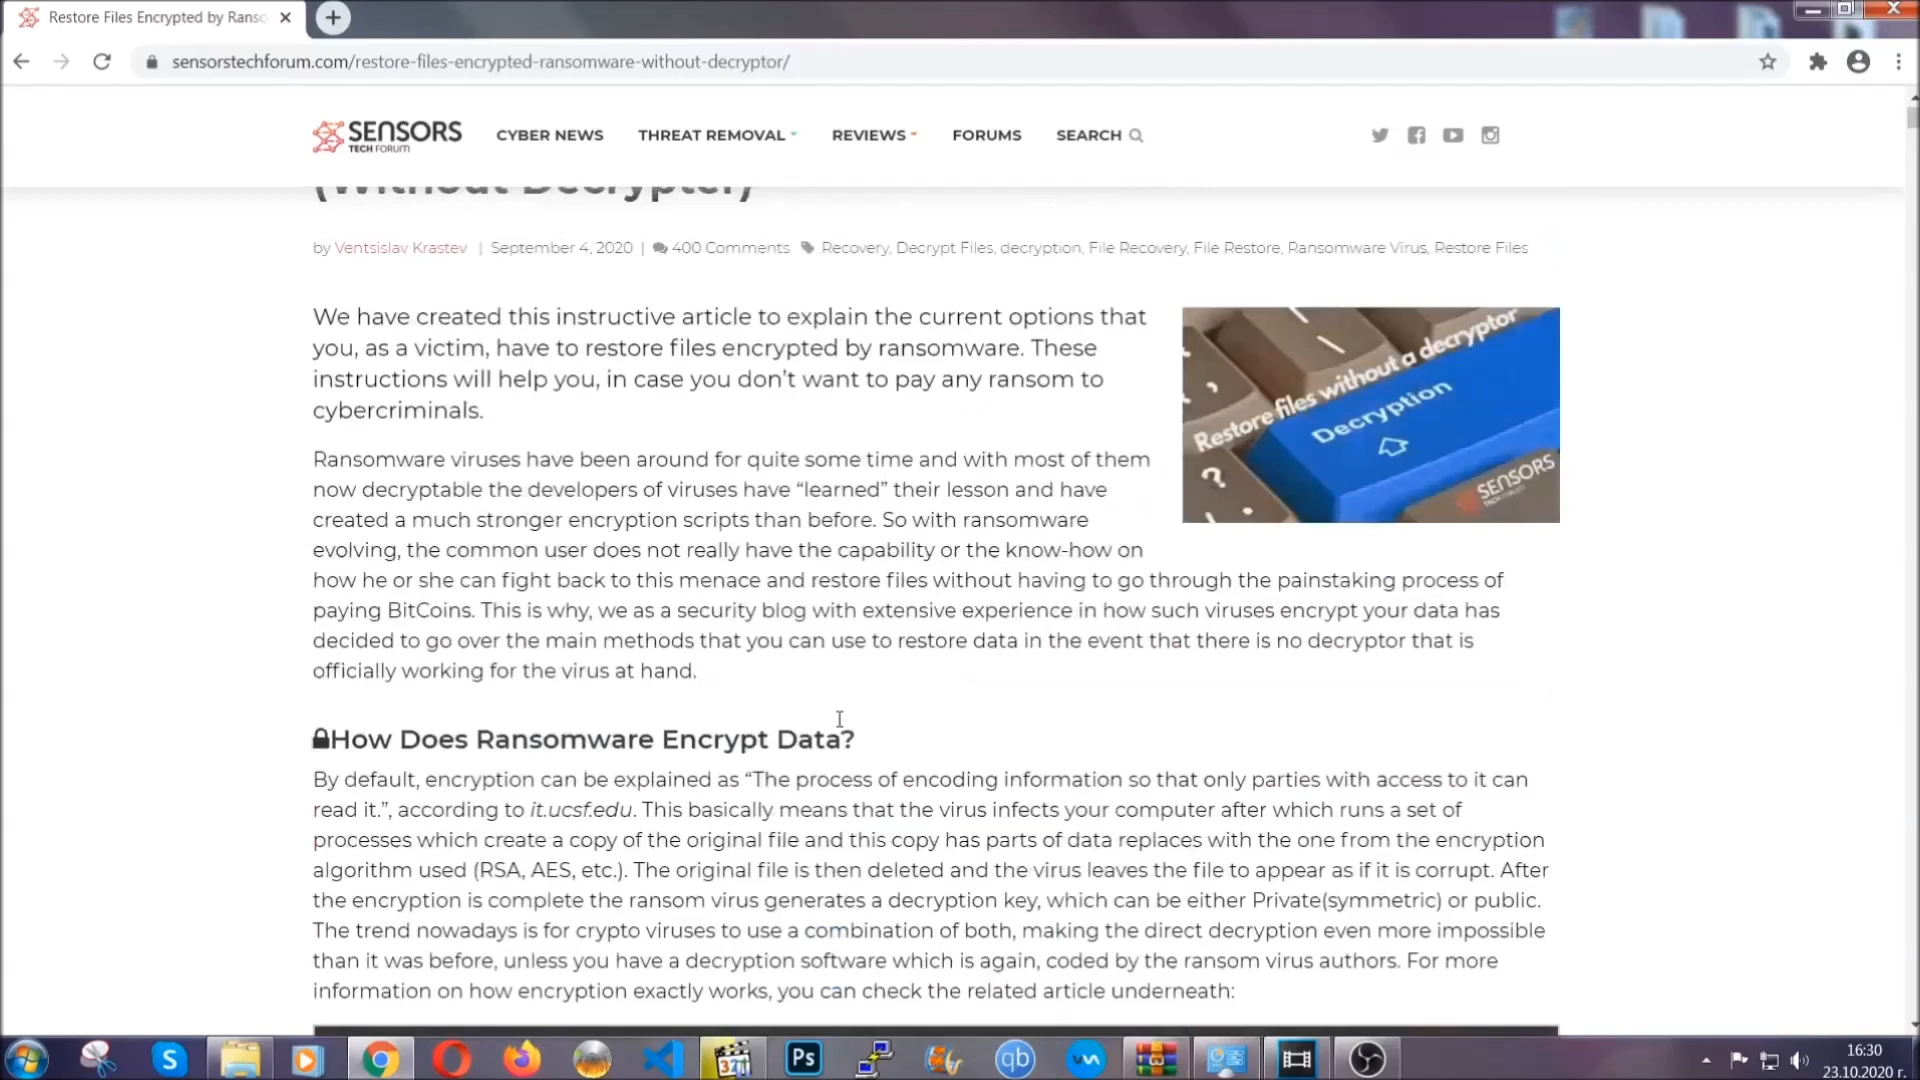 Restore Files Encrypted by Ranso
sensorstechforum.com/restore-files-encrypted-ransomware-without-decryptor/
SENSORS
TECH FORUM
CYBER NEWS THREAT REMOVAL REVIEWS FORUMS SEARCH
(Without Decrypter)
by Ventsislav Krastev | September 4, 2020 | 400 Comments Recovery, Decrypt Files, decryption, File Recovery, File Restore, Ransomware Virus, Restore Files
We have created this instructive article to explain the current options that
you, as a victim, have to restore files encrypted by ransomware. These
instructions will help you, in case you don't want to pay any ransom to
cybercriminals.
Restore files without a decryptor
Decryption
SENSORS
Ransomware viruses have been around for quite some time and with most of them
now decryptable the developers of viruses have “learned” their lesson and have
created a much stronger encryption scripts than before. So with ransomware
evolving, the common user does not really have the capability or the know-how on
how he or she can fight back to this menace and restore files without having to go through the painstaking process of
paying BitCoins. This is why, we as a security blog with extensive experience in how such viruses encrypt your data has
decided to go over the main methods that you can use to restore data in the event that there is no decryptor that is
officially working for the virus at hand.
How Does Ransomware Encrypt Data?
By default, encryption can be explained as “The process of encoding information so that only parties with access to it can
read it.”, according to it.ucsf.edu. This basically means that the virus infects your computer after which runs a set of
processes which create a copy of the original file and this copy has parts of data replaces with the one from the encryption
algorithm used (RSA, AES, etc.). The original file is then deleted and the virus leaves the file to appear as if it is corrupt. After
the encryption is complete the ransom virus generates a decryption key, which can be either Private(symmetric) or public.
The trend nowadays is for crypto viruses to use a combination of both, making the direct decryption even more impossible
than it was before, unless you have a decryption software which is again, coded by the ransom virus authors. For more
information on how encryption exactly works, you can check the related article underneath:
S
321
Ps
qb
16:30
23.10.2020 г.